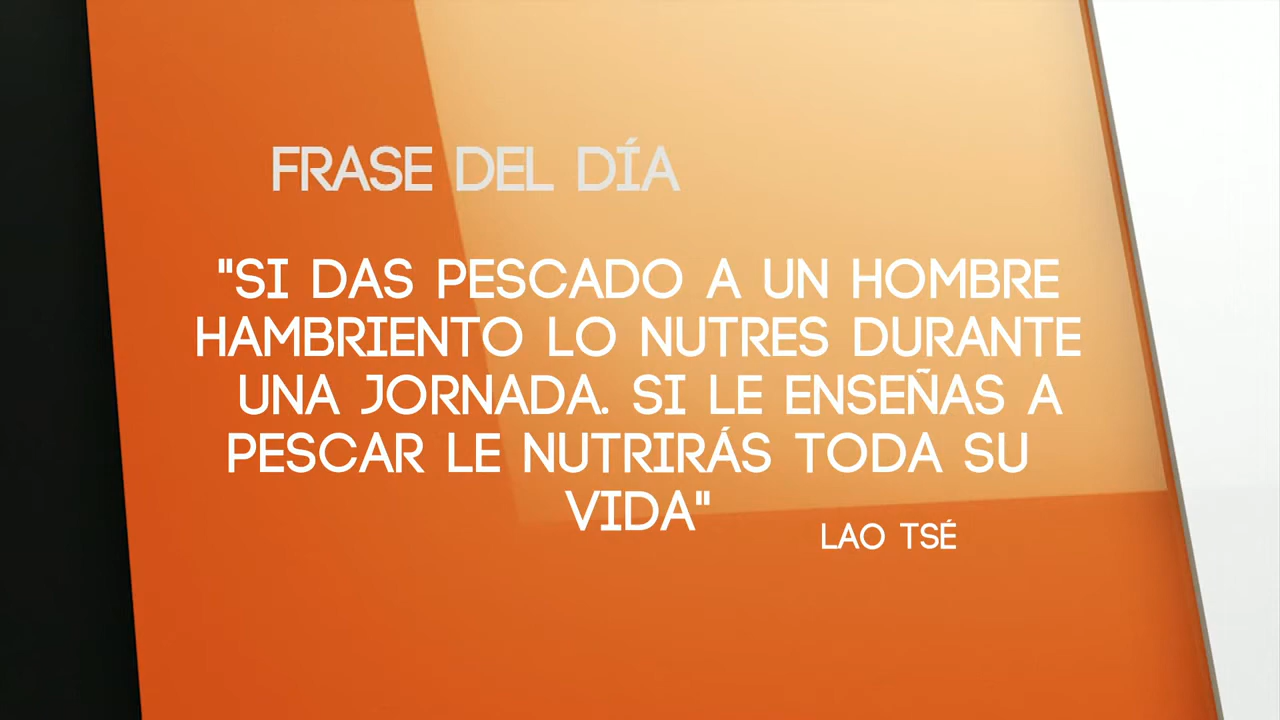 FRASE DEL DÍA
"SI DAS PESCADO A UN HOMBRE
HAMBRIENTO LO NUTRES DURANTE
UNA JORNADA. SI LE ENSEÑAS A
PESCAR LE NUTRIRÁS TODA SU
VIDA"
LAO TSÉ